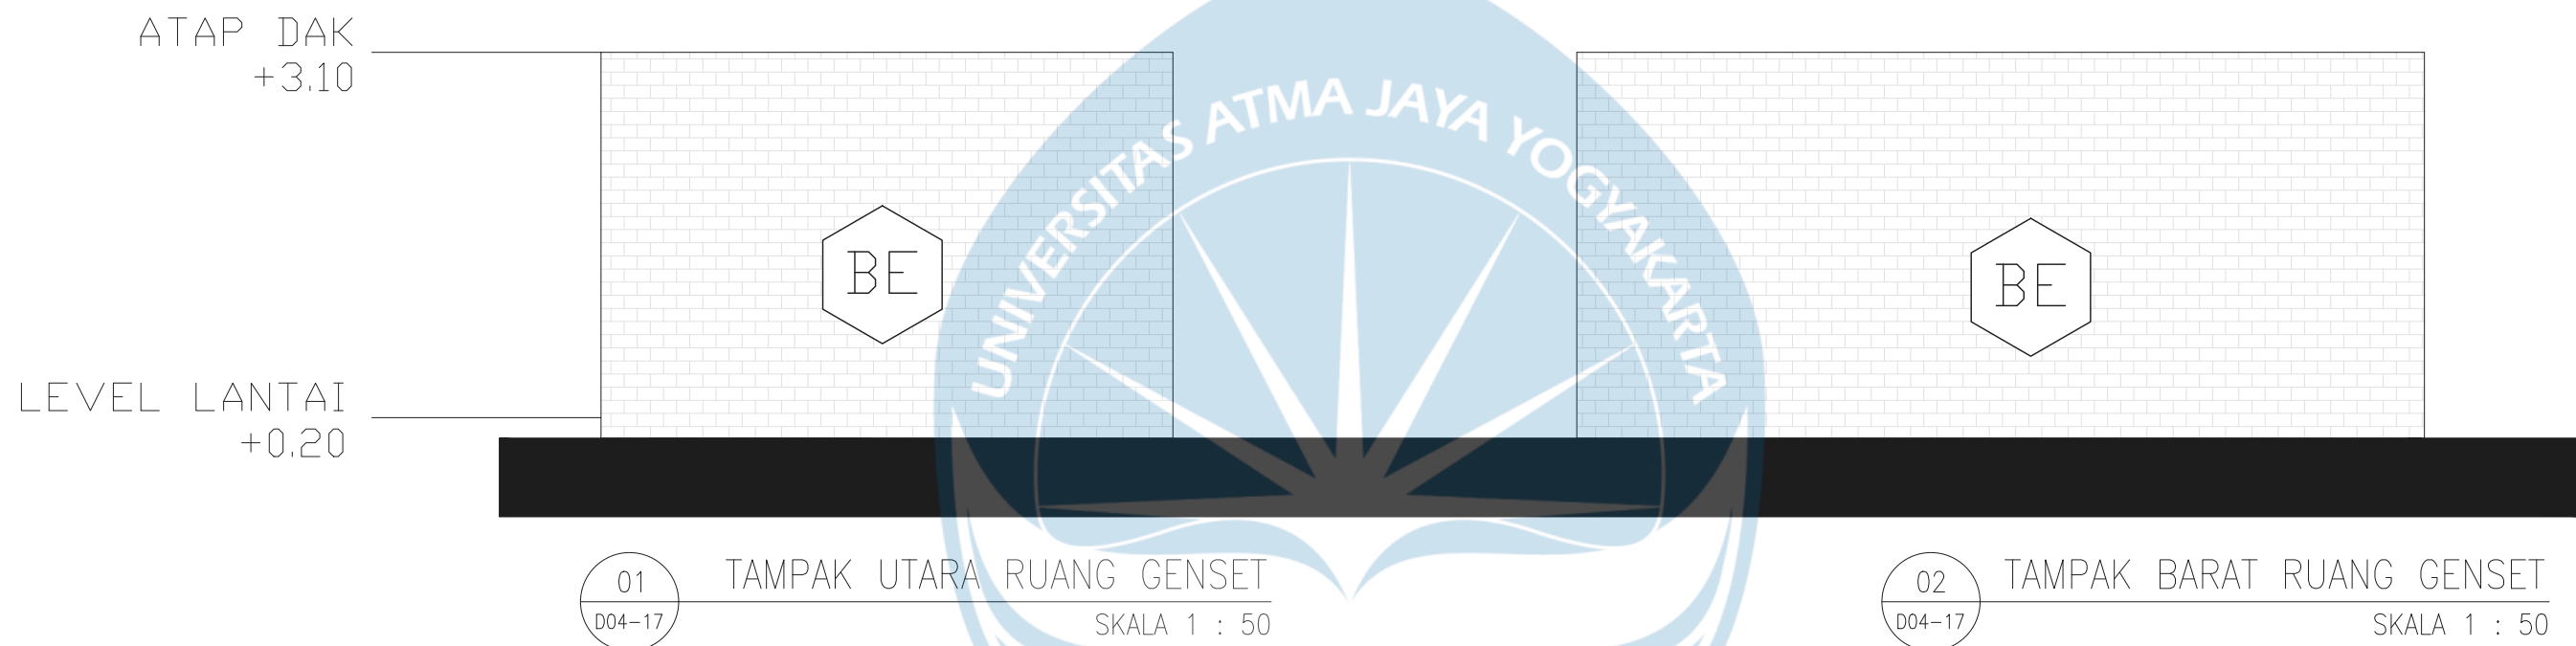 ATAP DAK
+3.10
LEVEL LANTAI
+0.20
BE
BE
UNIVERSITAS ATMA JAYA YOGYAKARTA
01
D04-17
TAMPAK UTARA RUANG GENSET
SKALA 1 : 50
02
D04-17
TAMPAK BARAT RUANG GENSET
SKALA 1 : 50